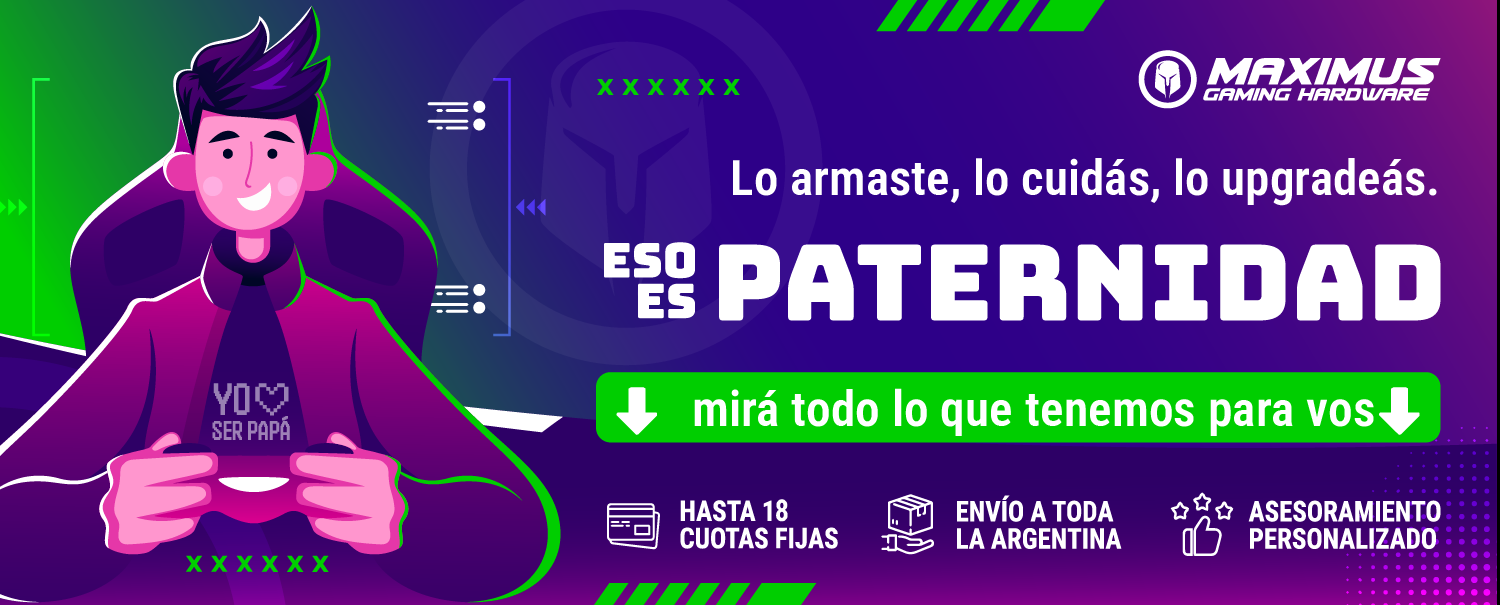 x x x x x x
MAXIMUS
GAMING HARDWARE
Lo armaste, lo cuidás, lo upgradeás.
ESO ES PATERNIDAD
mirá todo lo que tenemos para vos
YO ♡
SER PAPÁ
HASTA 18
CUOTAS FIJAS
ENVÍO A TODA
LA ARGENTINA
ASESORAMIENTO
PERSONALIZADO
x x x x x x